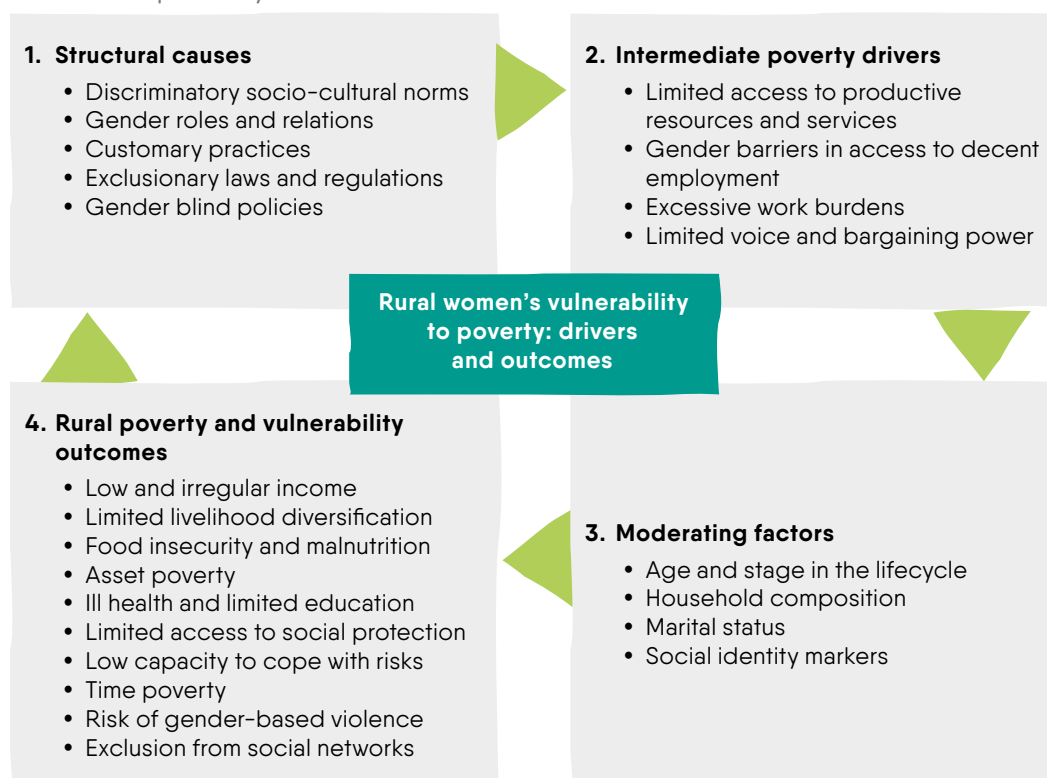 1. Structural causes
• Discriminatory socio-cultural norms
• Gender roles and relations
• Customary practices
• Exclusionary laws and regulations
• Gender blind policies
2. Intermediate poverty drivers
• Limited access to productive
resources and services
• Gender barriers in access to decent
employment
• Excessive work burdens
• Limited voice and bargaining power
Rural women's vulnerability
to poverty: drivers
and outcomes
3. Moderating factors
• Age and stage in the lifecycle
• Household composition
• Marital status
• Social identity markers
4. Rural poverty and vulnerability
outcomes
• Low and irregular income
• Limited livelihood diversification
• Food insecurity and malnutrition
• Asset poverty
• Ill health and limited education
• Limited access to social protection
• Low capacity to cope with risks
• Time poverty
• Risk of gender-based violence
• Exclusion from social networks